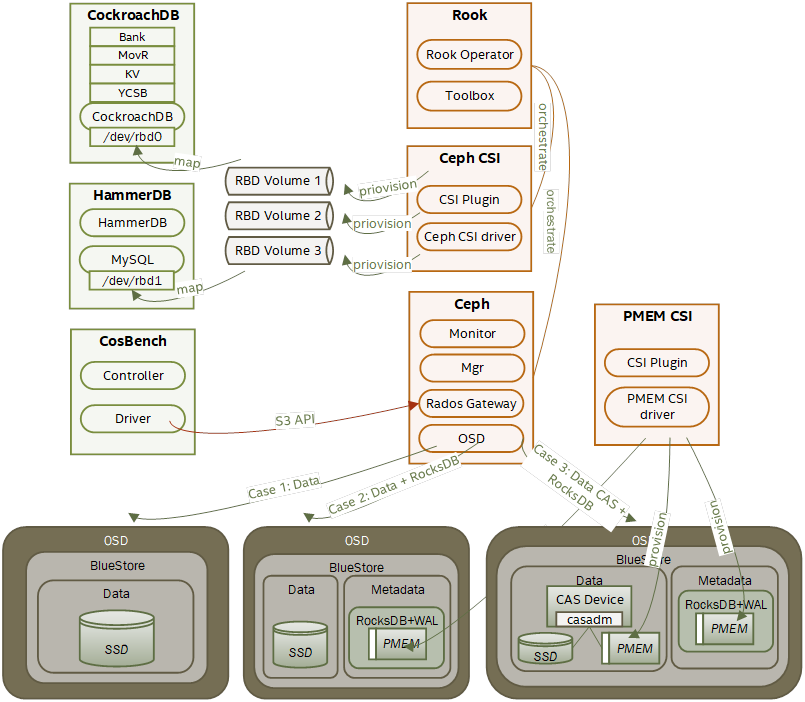 CockroachDB
Bank
MovR
KV
YCSB
CockroachDB
/dev/rbd0
map
HammerDB
HammerDB
MySQL
/dev/rbd1
map
CosBench
Controller
Driver
S3 API
RBD Volume 1
RBD Volume 2
RBD Volume 3
priovision
priovision
priovision
Rook
Rook Operator
Toolbox
orchestrate
orchestrate
Ceph CSI
CSI Plugin
Ceph CSI driver
Ceph
Monitor
Mgr
Rados Gateway
OSD
PMEM CSI
CSI Plugin
PMEM CSI
driver
Case 1: Data
Case 2: Data + RocksDB
Case 3: Data CAS +
RocksDB
provision
provision
OSD
BlueStore
Data
SSD
OSD
BlueStore
Data
SSD
Metadata
RocksDB+WAL
PMEM
BlueStore
Data
CAS Device
casadm
SSD
PMEM
Metadata
RocksDB+WAL
PMEM